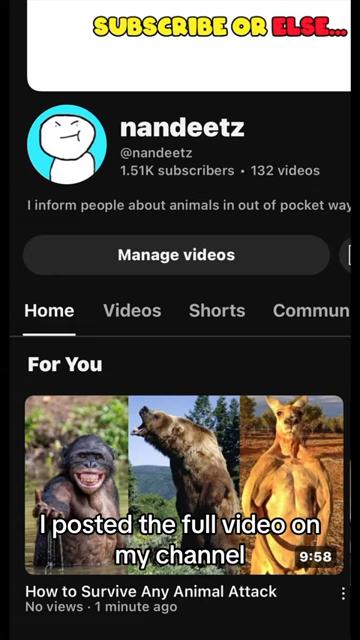 SUBSCRIBE OR ELSE...
nandeetz
@nandeetz
1.51K subscribers • 132 videos
I inform people about animals in out of pocket way
Manage videos
Home Videos Shorts Commun
For You
I posted the full video on
my channel
9:58
How to Survive Any Animal Attack
No views · 1 minute ago